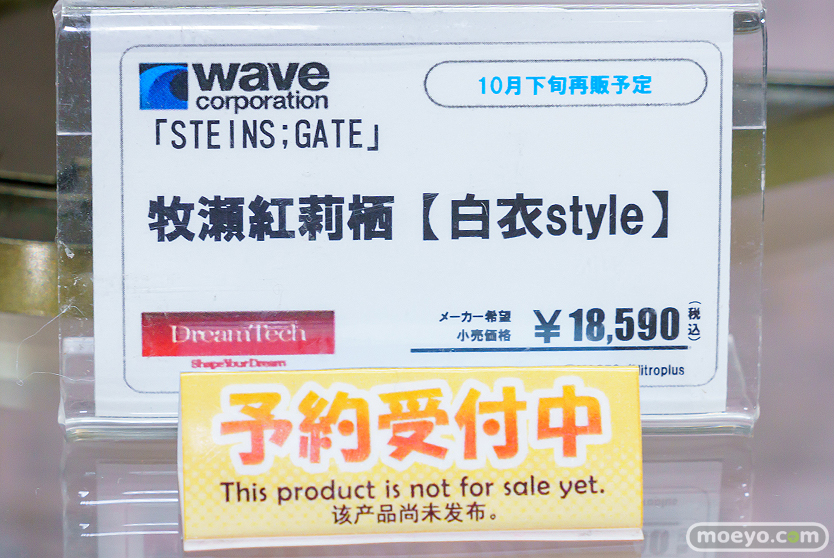 wave
corporation
10月下旬再販予定
「STEINS;GATE」
牧瀬紅莉栖【白衣style】
DreamTech
Shape Your Dream
メーカー希望
小売価格
¥18,590
(税込)
予約受付中
This product is not for sale yet.
该产品尚未发布。
moeyo.com